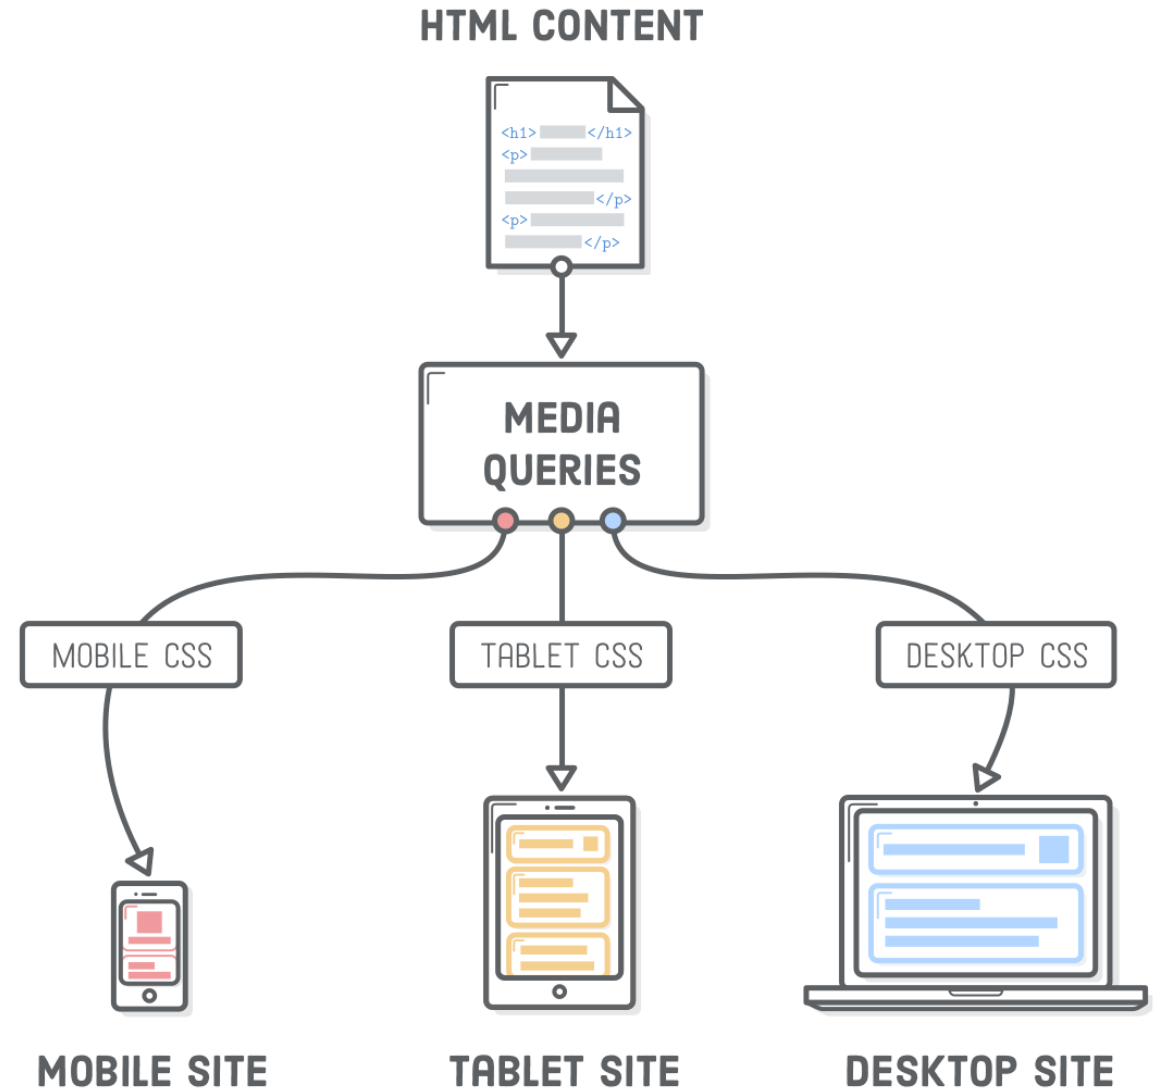 HTML CONTENT
<h1> </h1>
<p>
</p>
<p>
</p>
MEDIA
QUERIES
MOBILE CSS
TABLET CSS
DESKTOP CSS
MOBILE SITE
TABLET SITE
DESKTOP SITE